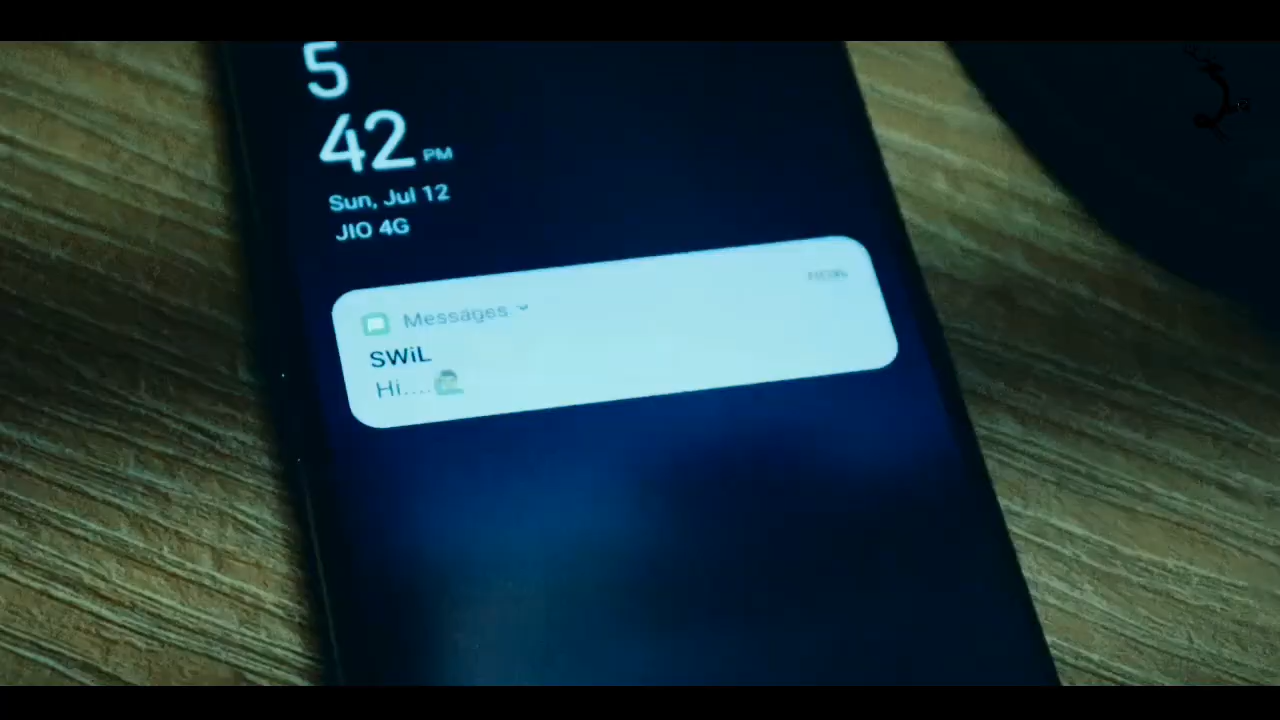 5
42 PM
Sun, Jul 12
JIO 4G
Messages
SWiL
Hi....